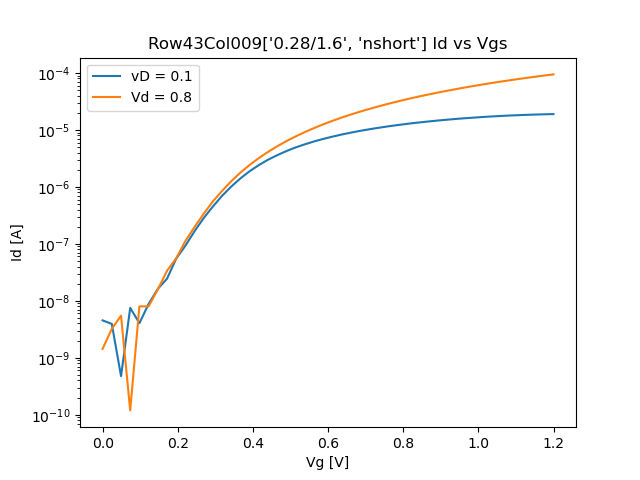 Row43Col009['0.28/1.6', 'nshort'] Id vs Vgs
vD = 0.1
Vd = 0.8
Id [A]
10⁻⁴
10⁻⁵
10⁻⁶
10⁻⁷
10⁻⁸
10⁻⁹
10⁻¹⁰
0.0 0.2 0.4 0.6 0.8 1.0 1.2
Vg [V]